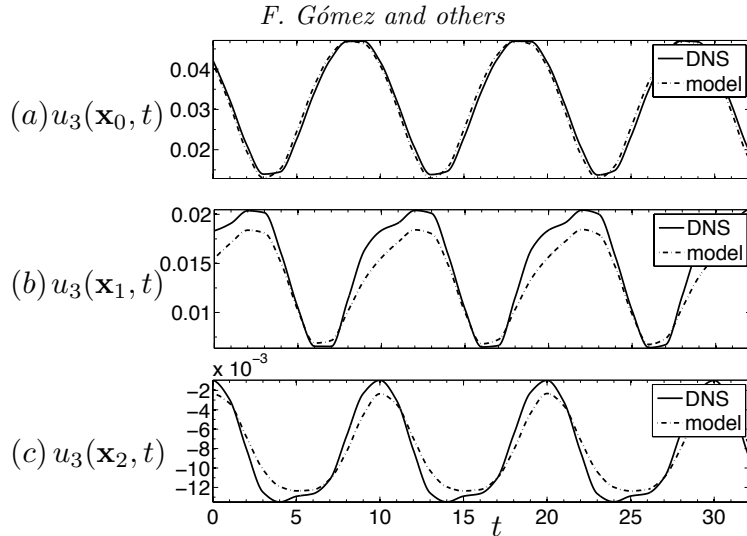 F. Gómez and others
0.04
0.03
0.02
(a) u₃(x₀, t)
DNS
model
0.02
0.015
0.01
(b) u₃(x₁, t)
DNS
model
x 10⁻³
−2
−4
−6
−8
−10
−12
(c) u₃(x₂, t)
DNS
model
0 5 10 15 20 25 30
t